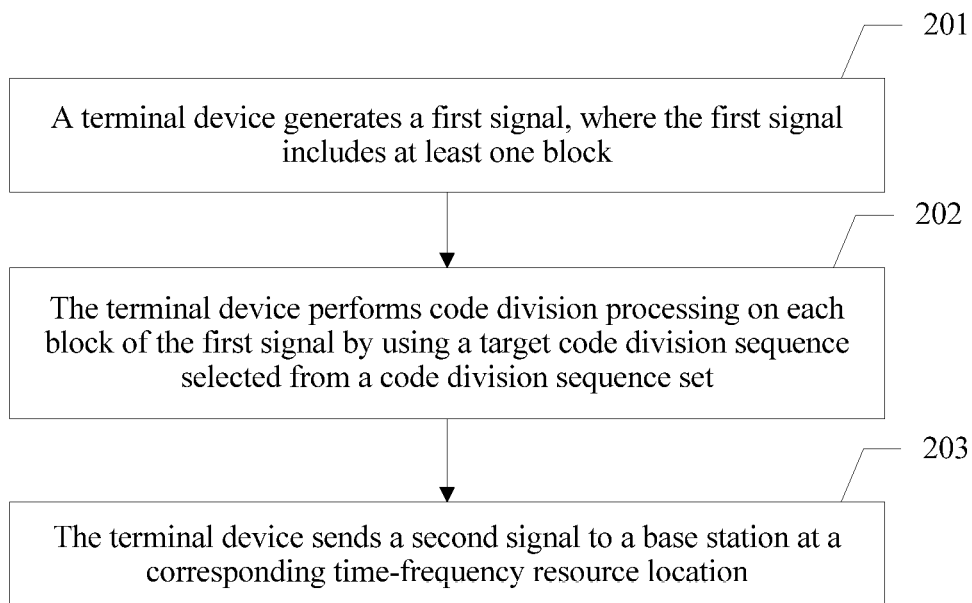 201
A terminal device generates a first signal, where the first signal
includes at least one block
202
The terminal device performs code division processing on each
block of the first signal by using a target code division sequence
selected from a code division sequence set
203
The terminal device sends a second signal to a base station at a
corresponding time-frequency resource location